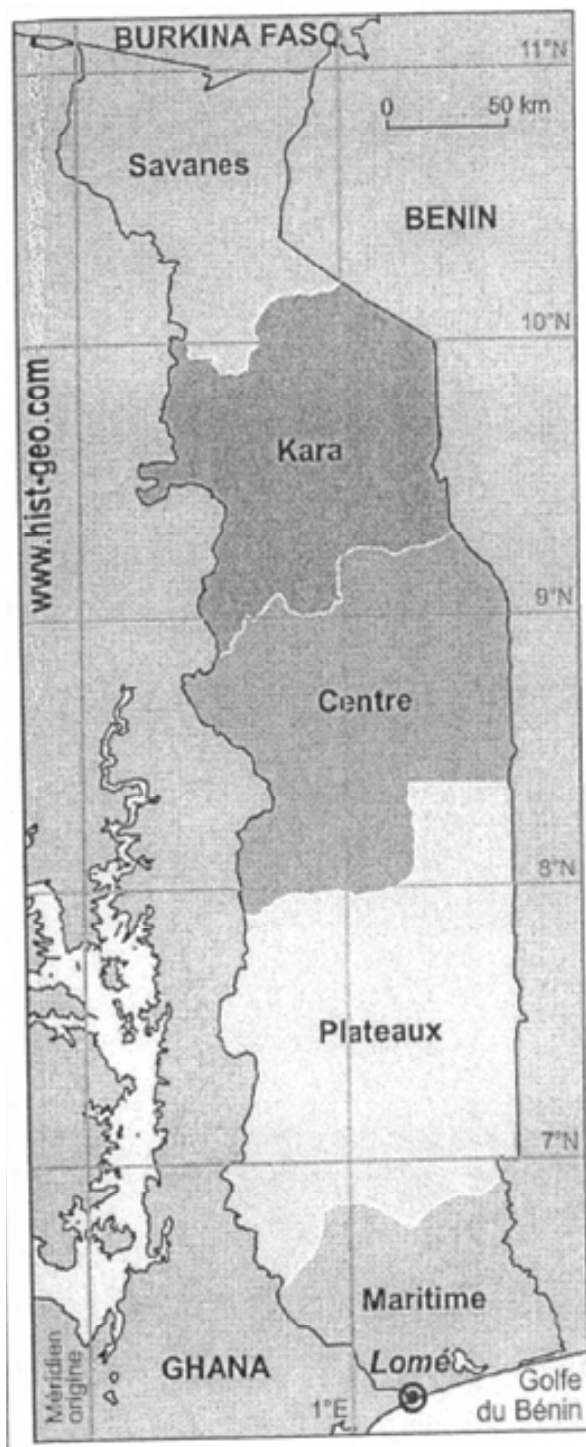 BURKINA FASO
11°N
0 50 km
Savanes
BENIN
10°N
www.hist-geo.com
Kara
9°N
Centre
8°N
Plateaux
7°N
Maritime
Lomé
GHANA
Méridien
origine
1°E
Golfe
du Bénin